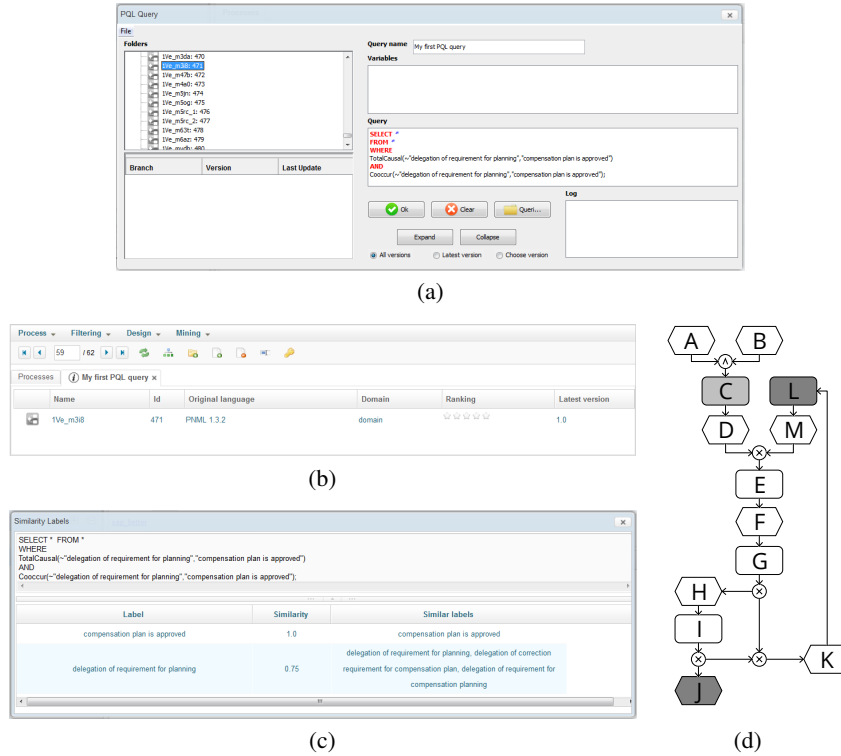 PQL Query
File
Folders
1Ve_m3da: 470
1Ve_m3i8: 471
1Ve_m47b: 472
1Ve_m4a0: 473
1Ve_m5jn: 474
1Ve_m5og: 475
1Ve_m5rc_1: 476
1Ve_m5rc_2: 477
1Ve_m63t: 478
1Ve_m6az: 479
Branch Version Last Update
Query name My first PQL query
Variables
Query
SELECT *
FROM *
WHERE
TotalCausal(~"delegation of requirement for planning","compensation plan is approved")
AND
Cooccur(~"delegation of requirement for planning","compensation plan is approved");
Ok Clear Queri...
Expand Collapse
All versions Latest version Choose version
Log
(a)
Process Filtering Design Mining
59 / 62
Processes My first PQL query x
Name Id Original language Domain Ranking Latest version
1Ve_m3i8 471 PNML 1.3.2 domain 1.0
(b)
Similarity Labels
SELECT * FROM *
WHERE
TotalCausal(~"delegation of requirement for planning","compensation plan is approved")
AND
Cooccur(~"delegation of requirement for planning","compensation plan is approved");
Label Similarity Similar labels
compensation plan is approved 1.0 compensation plan is approved
delegation of requirement for planning 0.75 delegation of requirement for planning, delegation of correction
requirement for compensation plan, delegation of requirement for
compensation planning
(c)
A B
C L
D M
E
F
G
H
I
K
J
(d)